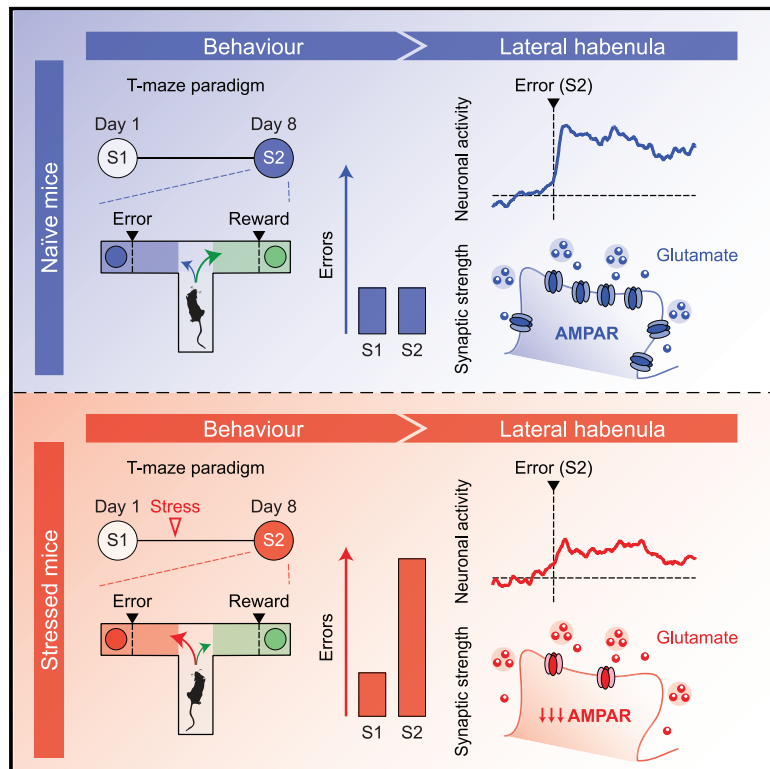 Naïve mice
Behaviour
Lateral habenula
T-maze paradigm
Day 1
Day 8
S1
S2
Error
Reward
Errors
S1
S2
Error (S2)
Neuronal activity
Synaptic strength
Glutamate
AMPAR
Stressed mice
Behaviour
Lateral habenula
T-maze paradigm
Day 1
Stress
Day 8
S1
S2
Error
Reward
Errors
S1
S2
Error (S2)
Neuronal activity
Synaptic strength
Glutamate
↓↓↓ AMPAR